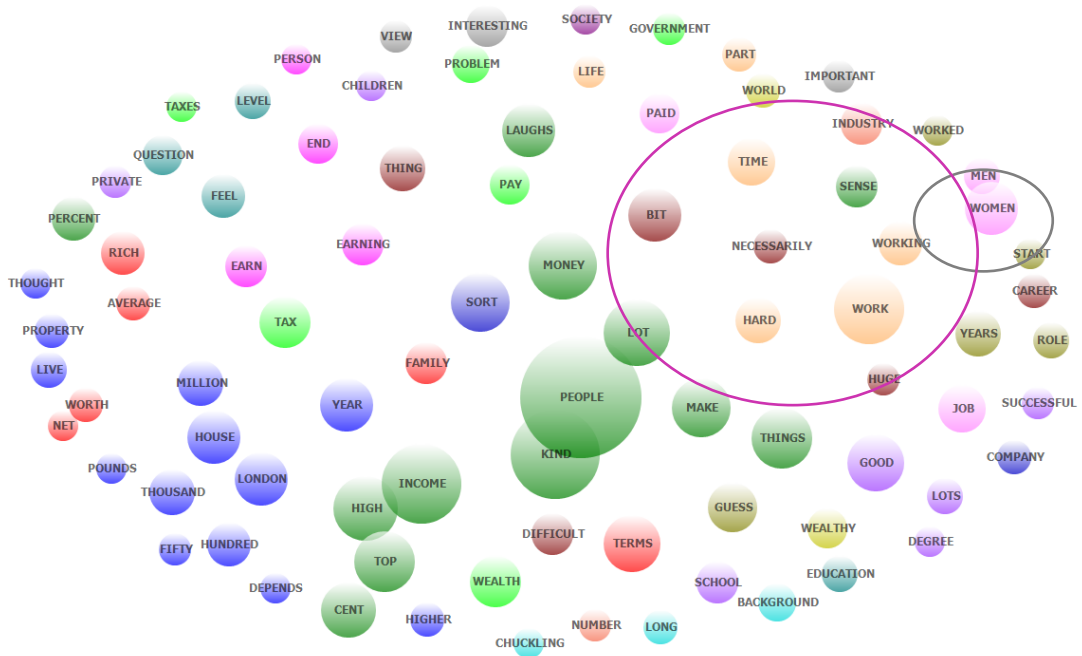 SOCIETY
INTERESTING
GOVERNMENT
VIEW
PART
PERSON
PROBLEM
LIFE
IMPORTANT
CHILDREN
WORLD
LEVEL
TAXES
PAID
INDUSTRY
LAUGHS
WORKED
END
QUESTION
TIME
THING
MEN
PRIVATE
PAY
SENSE
FEEL
WOMEN
BIT
PERCENT
EARNING
NECESSARILY
WORKING
RICH
START
EARN
MONEY
THOUGHT
CAREER
AVERAGE
SORT
WORK
TAX
HARD
PROPERTY
LOT
YEARS
ROLE
FAMILY
LIVE
HUGE
MILLION
PEOPLE
WORTH
YEAR
SUCCESSFUL
MAKE
JOB
NET
HOUSE
THINGS
KIND
COMPANY
GOOD
POUNDS
LONDON
INCOME
THOUSAND
LOTS
HIGH
GUESS
WEALTHY
DIFFICULT
DEGREE
FIFTY
HUNDRED
TERMS
TOP
EDUCATION
WEALTH
SCHOOL
DEPENDS
BACKGROUND
CENT
HIGHER
NUMBER
LONG
CHUCKLING